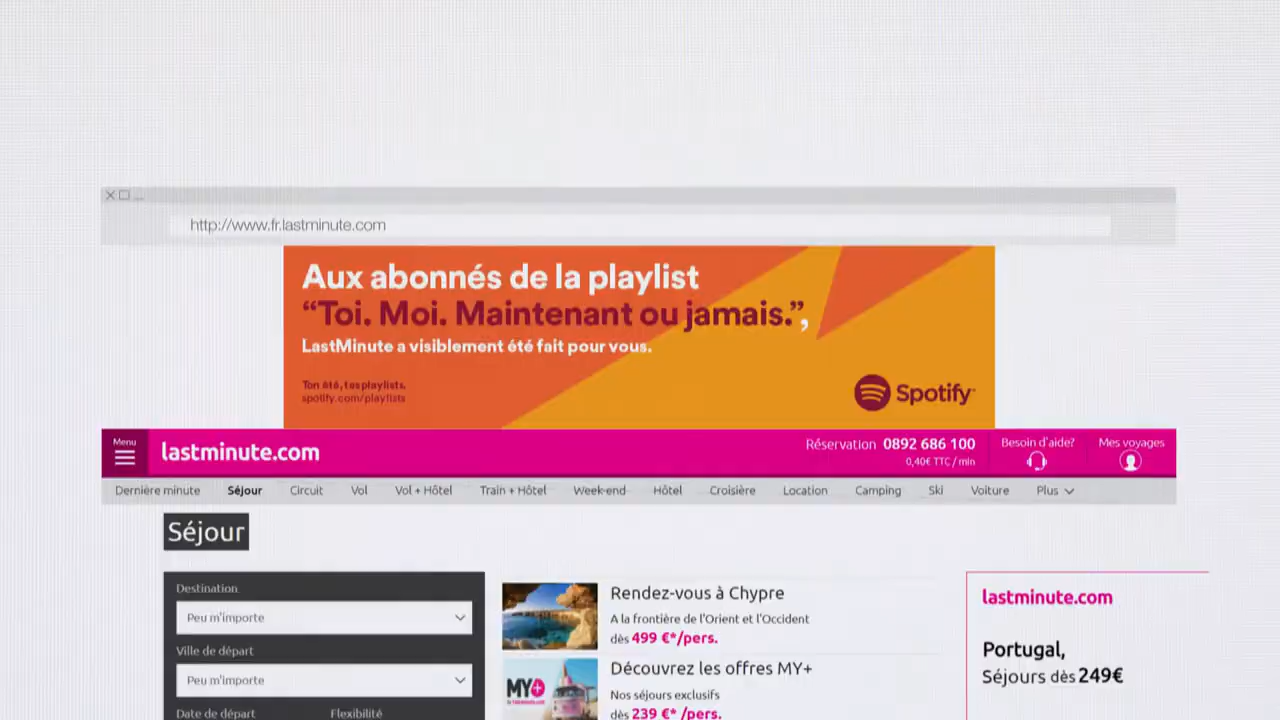 http://www.fr.lastminute.com
Aux abonnés de la playlist
“Toi. Moi. Maintenant ou jamais.”,
LastMinute a visiblement été fait pour vous.
Ton été, tes playlists.
spotify.com/playlists
Spotify
Menu
lastminute.com
Réservation 0892 686 100
0,40€ TTC / min
Besoin d'aide?
Mes voyages
Dernière minute Séjour Circuit Vol Vol + Hôtel Train + Hôtel Week-end Hôtel Croisière Location Camping Ski Voiture Plus
Séjour
Destination
Peu m'importe
Ville de départ
Peu m'importe
Date de départ Flexibilité
Rendez-vous à Chypre
A la frontière de l'Orient et l'Occident
dès 499 €*/pers.
MY+
Découvrez les offres MY+
Nos séjours exclusifs
dès 239 €* /pers.
lastminute.com
Portugal,
Séjours dès 249€